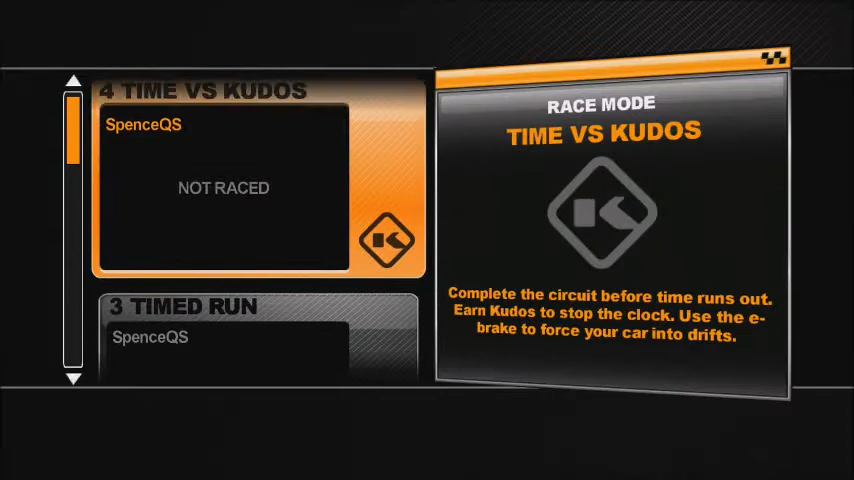 4 TIME VS KUDOS
SpenceQS
NOT RACED
3 TIMED RUN
SpenceQS
RACE MODE
TIME VS KUDOS
Complete the circuit before time runs out.
Earn Kudos to stop the clock. Use the e-
brake to force your car into drifts.